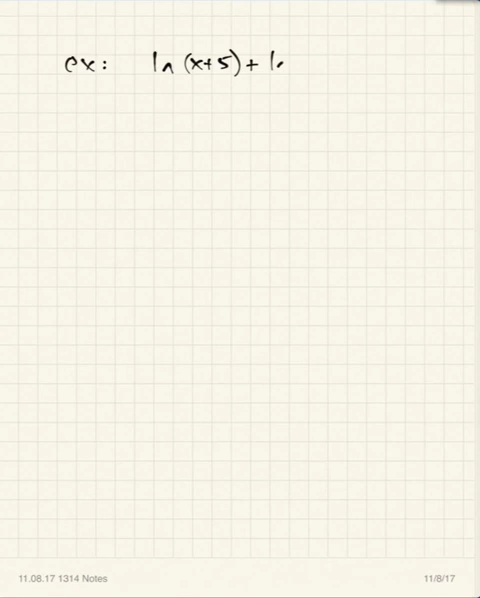 ex: ln (x+5) + l
11.08.17 1314 Notes
11/8/17